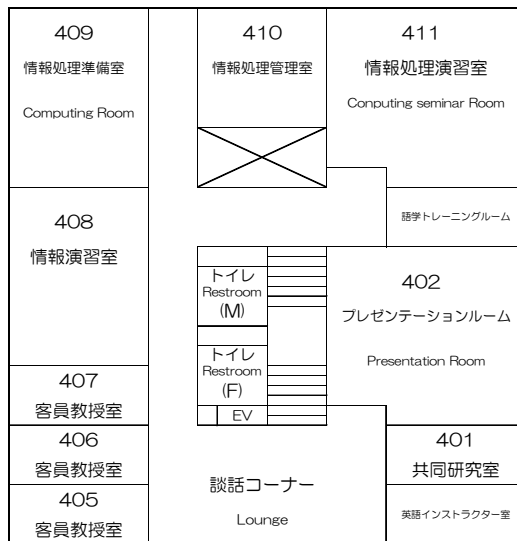 409
情報処理準備室
Computing Room
410
情報処理管理室
411
情報処理演習室
Conputing seminar Room
語学トレーニングルーム
408
情報演習室
トイレ
Restroom
(M)
トイレ
Restroom
(F)
EV
402
プレゼンテーションルーム
Presentation Room
407
客員教授室
406
客員教授室
405
客員教授室
談話コーナー
Lounge
401
共同研究室
英語インストラクター室